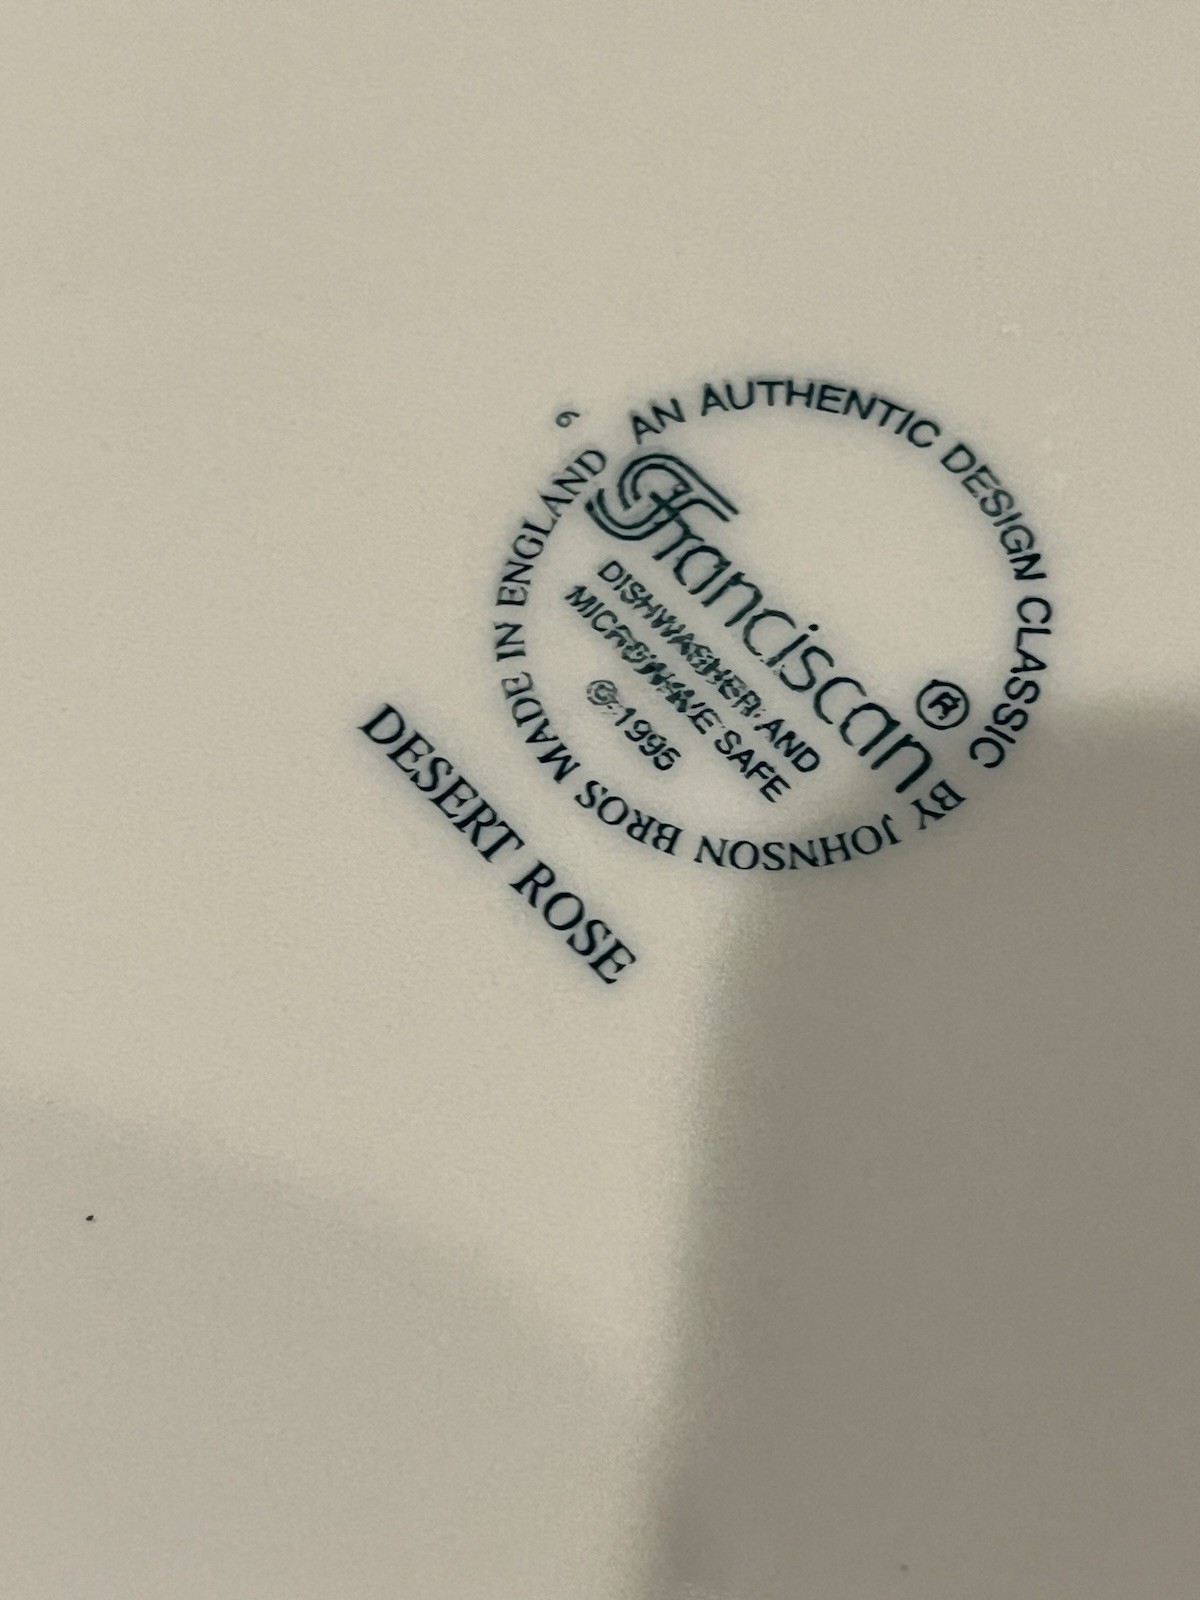 AN AUTHENTIC DESIGN CLASSIC
Franciscan ®
DISHWASHER AND
MICROWAVE SAFE
© 1995
BY JOHNSON BROS MADE IN ENGLAND
6
DESERT ROSE